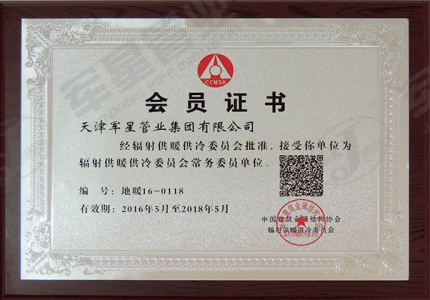 CCMSA
会员证书
天津军星管业集团有限公司
经辐射供暖供冷委员会批准，接受你单位为
辐射供暖供冷委员会常务委员单位。
编 号：地暖16-0118
有效期：2016年5月至2018年5月
中国建筑金属结构协会
辐射供暖供冷委员会